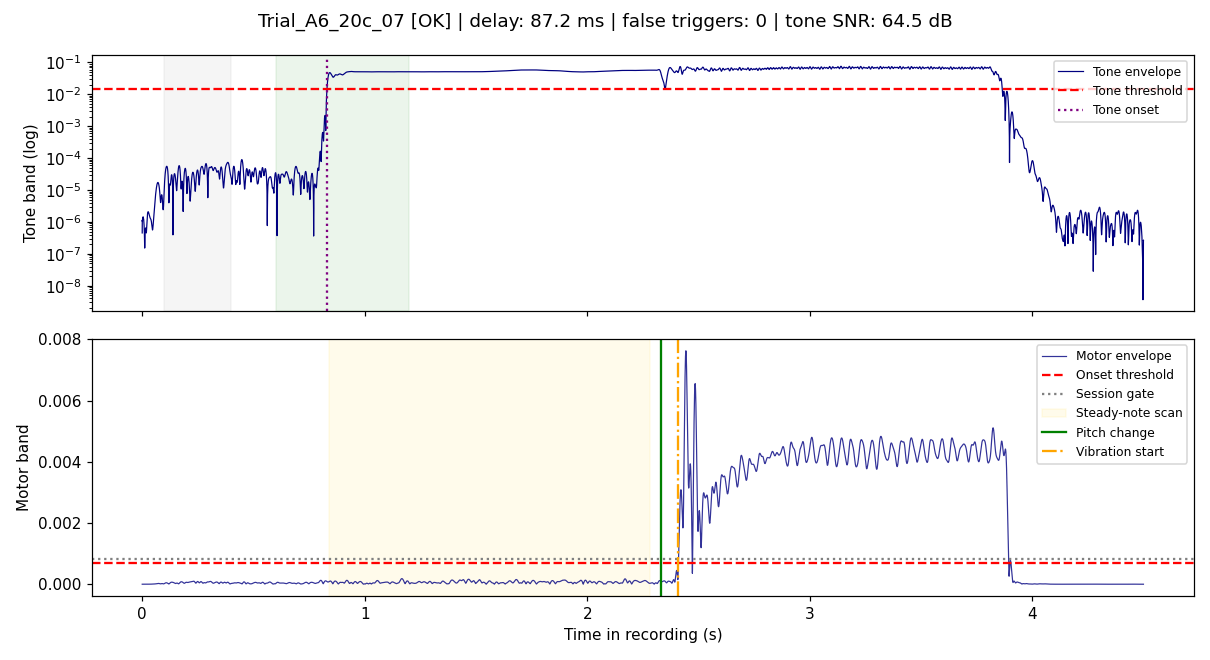 Trial_A6_20c_07 [OK] | delay: 87.2 ms | false triggers: 0 | tone SNR: 64.5 dB
Tone band (log)
10⁻¹
10⁻²
10⁻³
10⁻⁴
10⁻⁵
10⁻⁶
10⁻⁷
10⁻⁸
Tone envelope
Tone threshold
Tone onset
Motor band
0.008
0.006
0.004
0.002
0.000
Motor envelope
Onset threshold
Session gate
Steady-note scan
Pitch change
Vibration start
0 1 2 3 4
Time in recording (s)